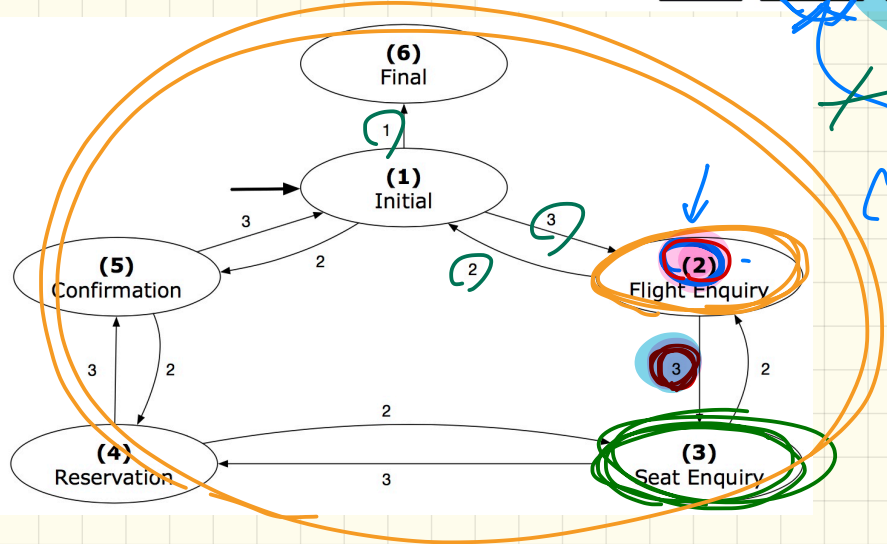 (6)
Final
1
(1)
Initial
3
3
2
2
(5)
Confirmation
(2)
Flight Enquiry
3
2
3
2
2
(4)
Reservation
3
(3)
Seat Enquiry